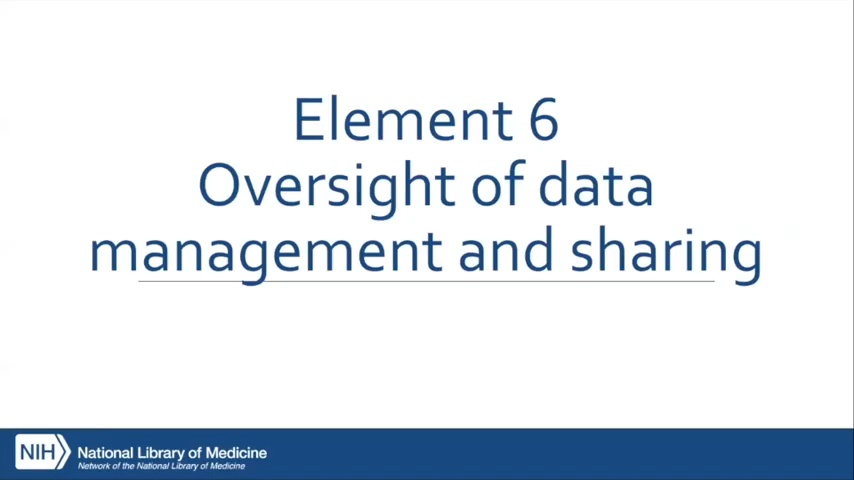 Element 6
Oversight of data
management and sharing
NIH
National Library of Medicine
Network of the National Library of Medicine